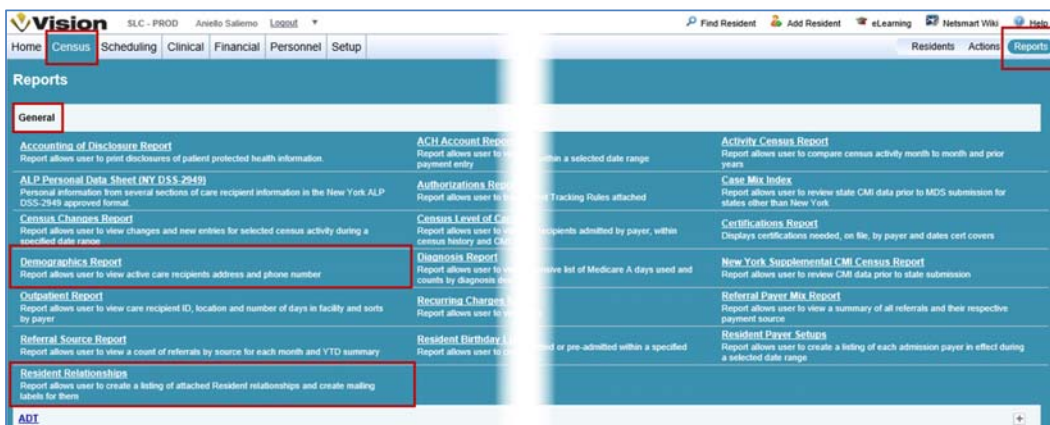 Vision SLC - PROD Aniello Salierno Logout Find Resident Add Resident eLearning Netsmart Wiki Help
Home Census Scheduling Clinical Financial Personnel Setup Residents Actions Reports
Reports
General
Accounting of Disclosure Report
Report allows user to print disclosures of patient protected health information.
ACH Account
Report allows user to within a selected date range
payment entry
Activity Census Report
Report allows user to compare census activity month to month and prior
years
ALP Personal Data Sheet (NY DSS-2949)
Personal information from several sections of care recipient information in the New York ALP
DSS-2949 approved format.
Authorizations
Report allows user to Tracking Rules attached
Case Mix Index
Report allows user to review state CMI data prior to MDS submission for
states other than New York
Census Changes Report
Report allows user to view changes and new entries for selected census activity during a
specified date range
Census Level of
Report allows user to admitted by payer, within
census history and
Certifications Report
Displays certifications needed, on file, by payer and dates cert covers
Demographics Report
Report allows user to view active care recipients address and phone number
Diagnosis Report
Report allows user to list of Medicare A days used and
counts by diagnosis
New York Supplemental CMI Census Report
Report allows user to review CMI data prior to state submission
Outpatient Report
Report allows user to view care recipient ID, location and number of days in facility and sorts
by payer
Recurring Charges
Report allows user to
Referral Payer Mix Report
Report allows user to view a summary of all referrals and their respective
payment source
Referral Source Report
Report allows user to view a count of referrals by source for each month and YTD summary
Resident Birthday
Report allows user to or pre-admitted within a specified
Resident Payer Setups
Report allows user to create a listing of each admission payer in effect during
a selected date range
Resident Relationships
Report allows user to create a listing of attached Resident relationships and create mailing
labels for them
ADT